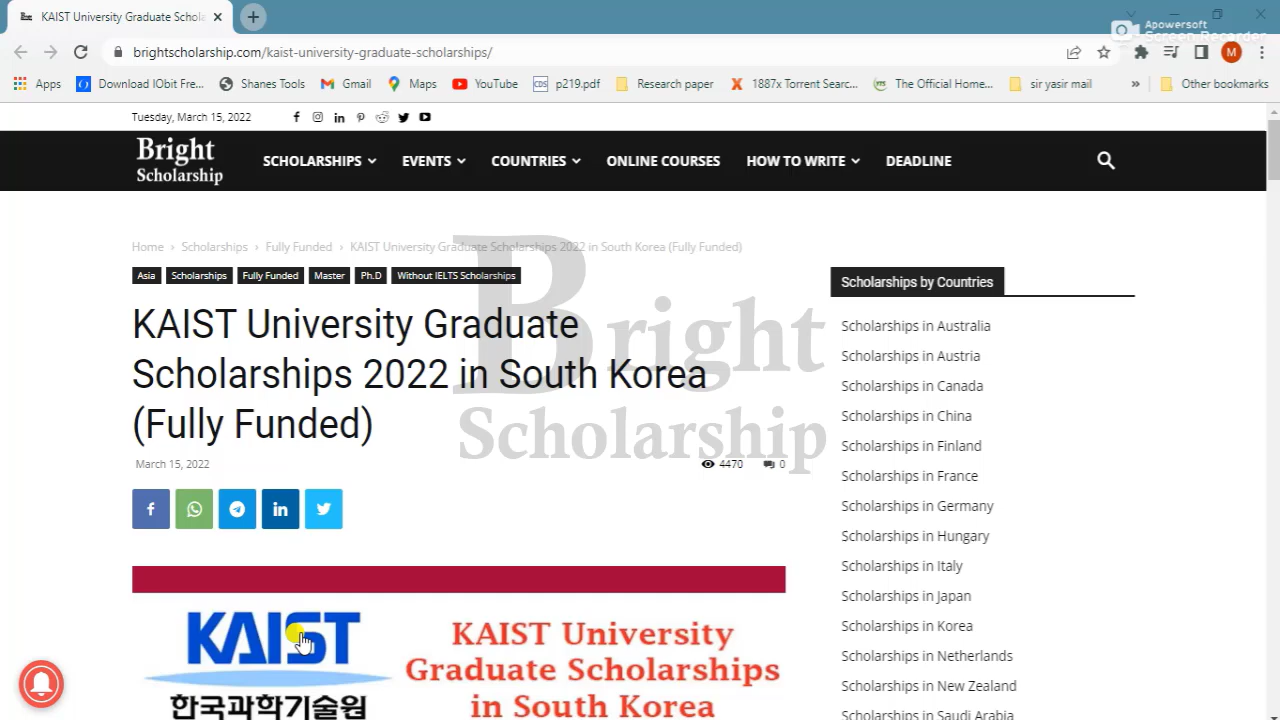 KAIST University Graduate Schola
Apowersoft
Screen Recorder
brightscholarship.com/kaist-university-graduate-scholarships/
M
Apps
Download IObit Fre...
Shanes Tools
Gmail
Maps
YouTube
CDS
p219.pdf
Research paper
1887x Torrent Searc...
The Official Home...
sir yasir mail
»
Other bookmarks
Tuesday, March 15, 2022
Bright
Scholarship
SCHOLARSHIPS
EVENTS
COUNTRIES
ONLINE COURSES
HOW TO WRITE
DEADLINE
Home › Scholarships › Fully Funded › KAIST University Graduate Scholarships 2022 in South Korea (Fully Funded)
Asia
Scholarships
Fully Funded
Master
Ph.D
Without IELTS Scholarships
KAIST University Graduate
Scholarships 2022 in South Korea
(Fully Funded)
March 15, 2022
4470
0
Bright
Scholarship
KAIST
한국과학기술원
KAIST University
Graduate Scholarships
in South Korea
Scholarships by Countries
Scholarships in Australia
Scholarships in Austria
Scholarships in Canada
Scholarships in China
Scholarships in Finland
Scholarships in France
Scholarships in Germany
Scholarships in Hungary
Scholarships in Italy
Scholarships in Japan
Scholarships in Korea
Scholarships in Netherlands
Scholarships in New Zealand
Scholarships in Saudi Arabia